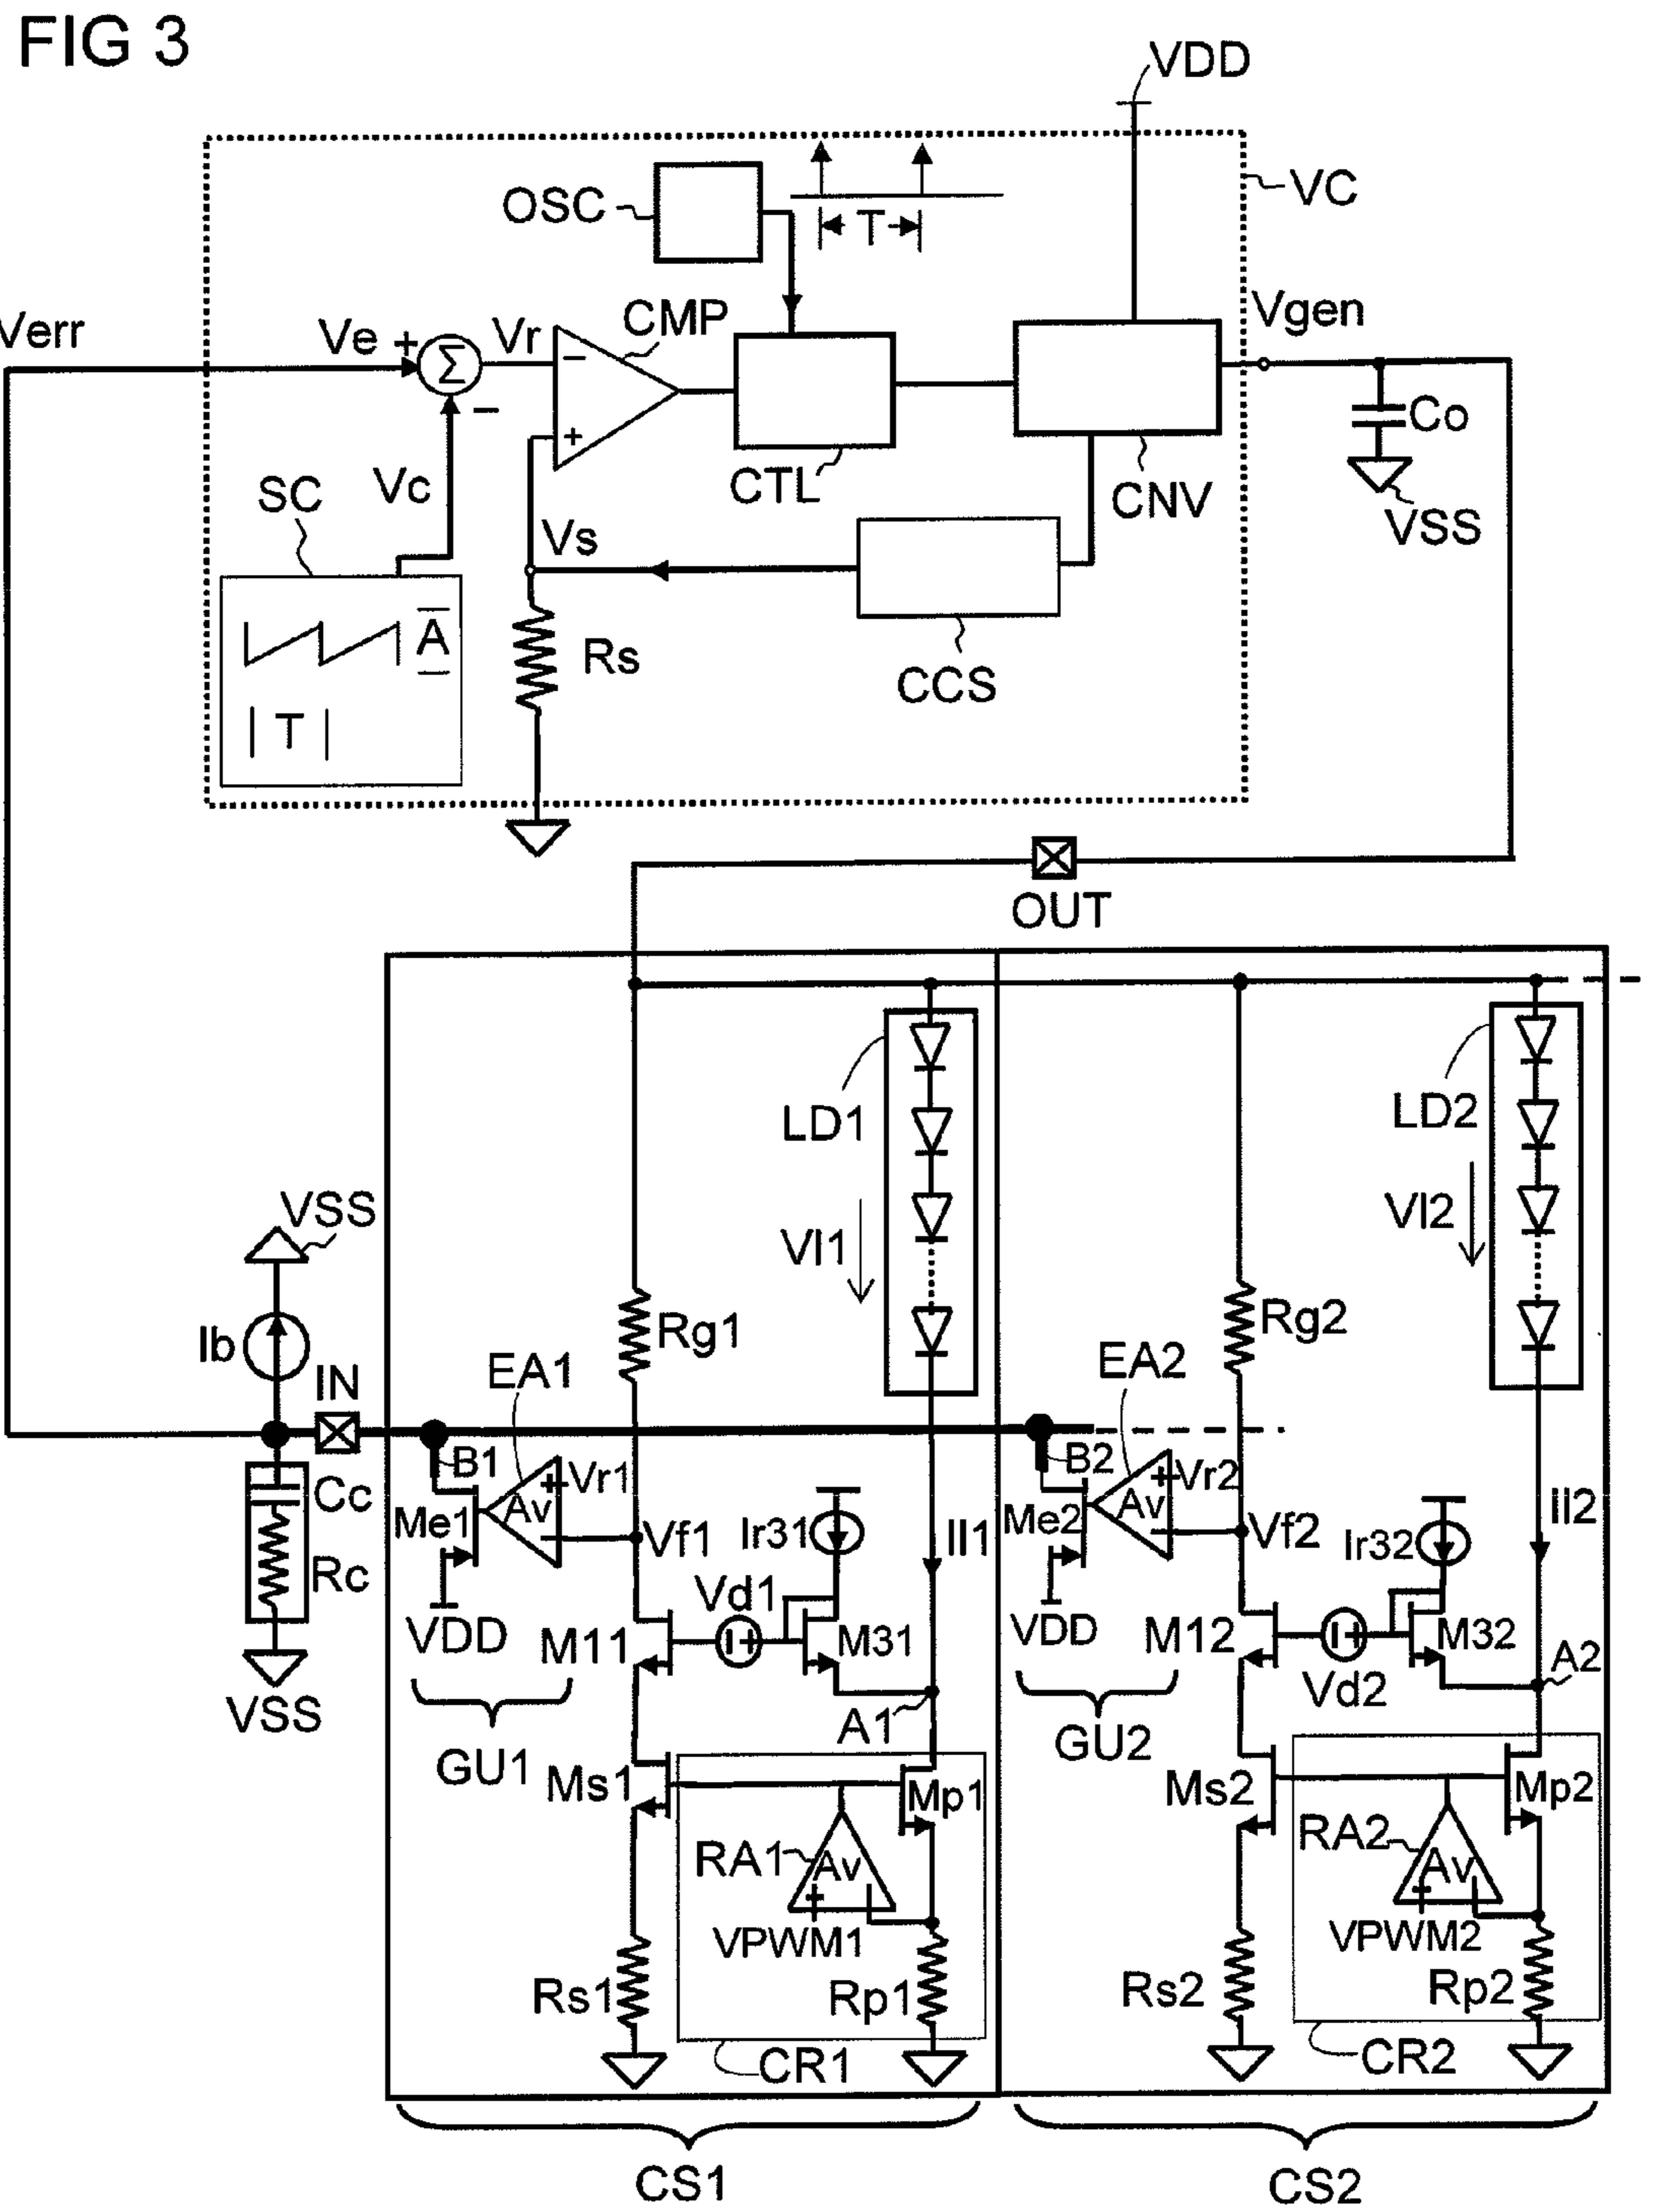 FIG 3
VDD
VC
OSC
T
Verr
Ve
+
Σ
−
Vr
CMP
−
+
CTL
CNV
Vgen
Co
VSS
SC
Vc
Vs
A
T
Rs
CCS
OUT
LD1
Vl1
LD2
Vl2
VSS
Ib
IN
Rg1
Rg2
EA1
EA2
B1
B2
Cc
Rc
VSS
Me1
Av
+
Vr1
−
Vf1
Ir31
Il1
Me2
Av
+
Vr2
−
Vf2
Ir32
Il2
VDD
M11
Vd1
M31
A1
GU1
VDD
M12
Vd2
M32
A2
GU2
Ms1
Mp1
RA1
Av
+
VPWM1
Rs1
Rp1
CR1
Ms2
Mp2
RA2
Av
+
VPWM2
Rs2
Rp2
CR2
CS1
CS2